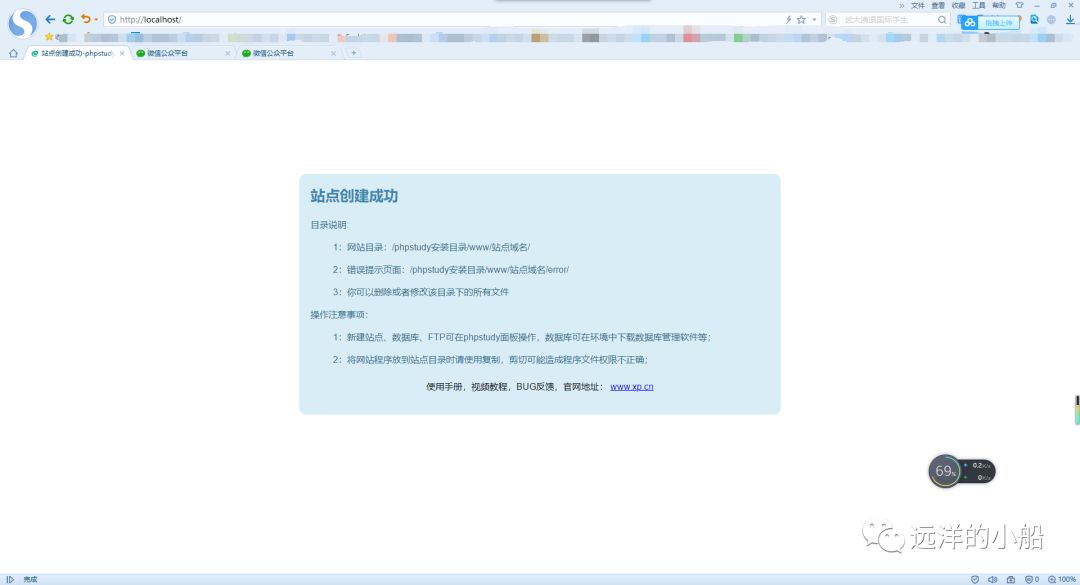 文件 查看 收藏 工具 帮助
http://localhost/
拖拽上传
站点创建成功-phpstudy
微信公众平台
微信公众平台
站点创建成功
目录说明:
1：网站目录：/phpstudy安装目录/www/站点域名/
2：错误提示页面：/phpstudy安装目录/www/站点域名/error/
3：你可以删除或者修改该目录下的所有文件
操作注意事项：
1：新建站点、数据库、FTP可在phpstudy面板操作，数据库可在环境中下载数据库管理软件等；
2：将网站程序放到站点目录时请使用复制，剪切可能造成程序文件权限不正确；
使用手册，视频教程，BUG反馈，官网地址： www.xp.cn
69%
0.2K/s
0K/s
远洋的小船
完成
0
100%